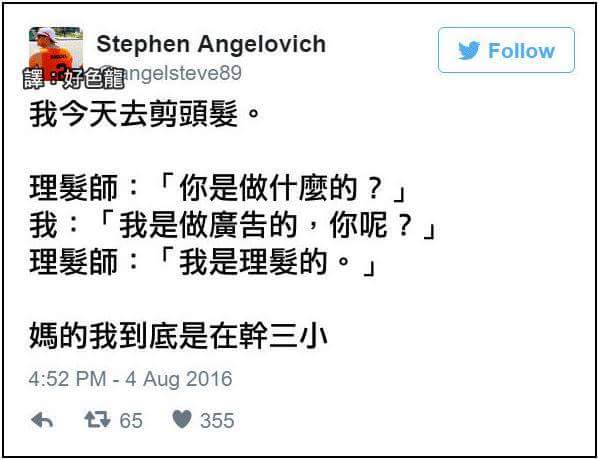 Stephen Angelovich
Follow
譯:好色龍
angelsteve89
我今天去剪頭髮。
理髮師:「你是做什麼的?」
我:「我是做廣告的,你呢?」
理髮師:「我是理髮的。」
媽的我到底是在幹三小
4:52 PM - 4 Aug 2016
65
355